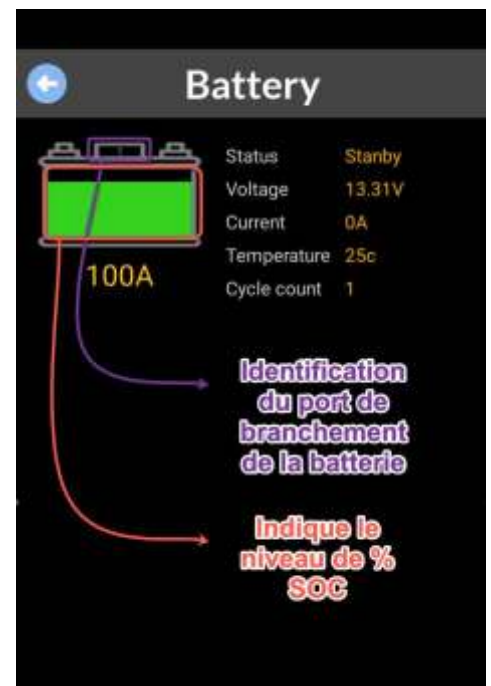 Battery
Status Stanby
Voltage 13.31V
Current 0A
Temperature 25c
Cycle count 1
100A
Identification
du port de
branchement
de la batterie
Indique le
niveau de %
SOC